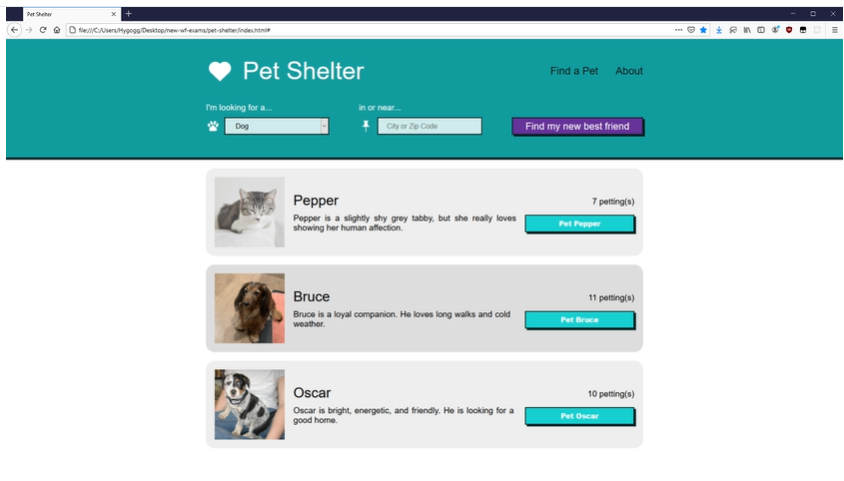 Pet Shelter
file:///C:/Users/Hygogg/Desktop/new-wf-exams/pet-shelter/index.html#
Pet Shelter
Find a Pet About
I'm looking for a...
in or near...
Dog
City or Zip Code
Find my new best friend
Pepper
7 petting(s)
Pepper is a slightly shy grey tabby, but she really loves
showing her human affection.
Pet Pepper
Bruce
11 petting(s)
Bruce is a loyal companion. He loves long walks and cold
weather.
Pet Bruce
Oscar
10 petting(s)
Oscar is bright, energetic, and friendly. He is looking for a
good home.
Pet Oscar